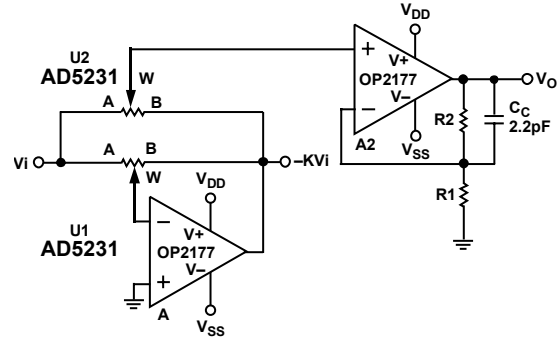 U2
AD5231
W
A
B
Vi
A
B
W
−KVi
U1
AD5231
VDD
−
V+
OP2177
V−
+
A
VSS
VDD
+
V+
OP2177
V−
−
A2
VSS
VO
R2
CC
2.2pF
R1